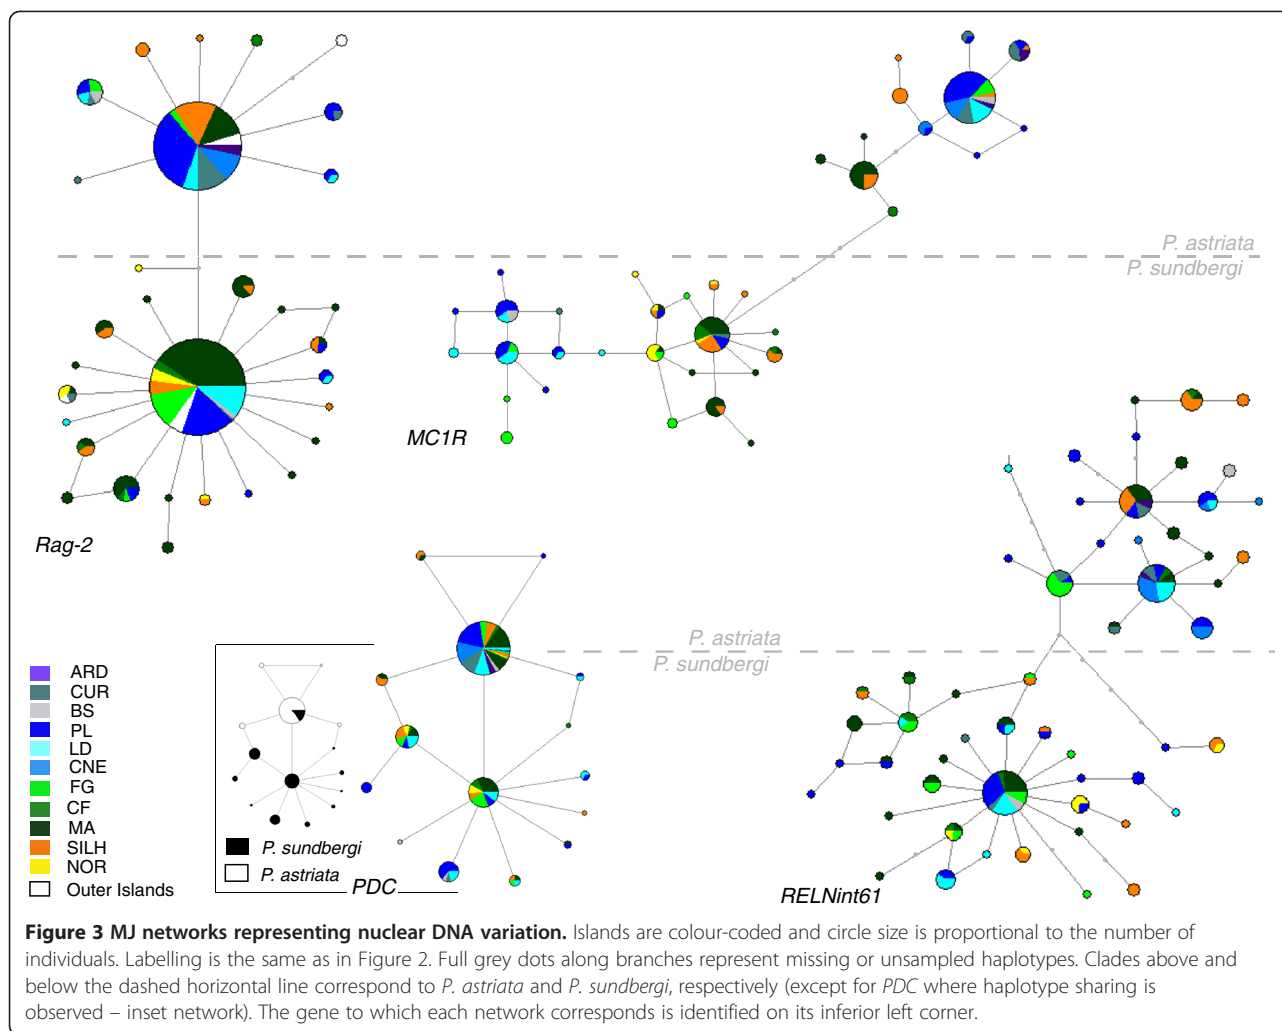 P. astriata
P. sundbergi
MC1R
Rag-2
P. astriata
P. sundbergi
ARD
CUR
BS
PL
LD
CNE
FG
CF
MA
SILH
NOR
Outer Islands
P. sundbergi
P. astriata
PDC
RELNint61
Figure 3 MJ networks representing nuclear DNA variation. Islands are colour-coded and circle size is proportional to the number of
individuals. Labelling is the same as in Figure 2. Full grey dots along branches represent missing or unsampled haplotypes. Clades above and
below the dashed horizontal line correspond to P. astriata and P. sundbergi, respectively (except for PDC where haplotype sharing is
observed – inset network). The gene to which each network corresponds is identified on its inferior left corner.